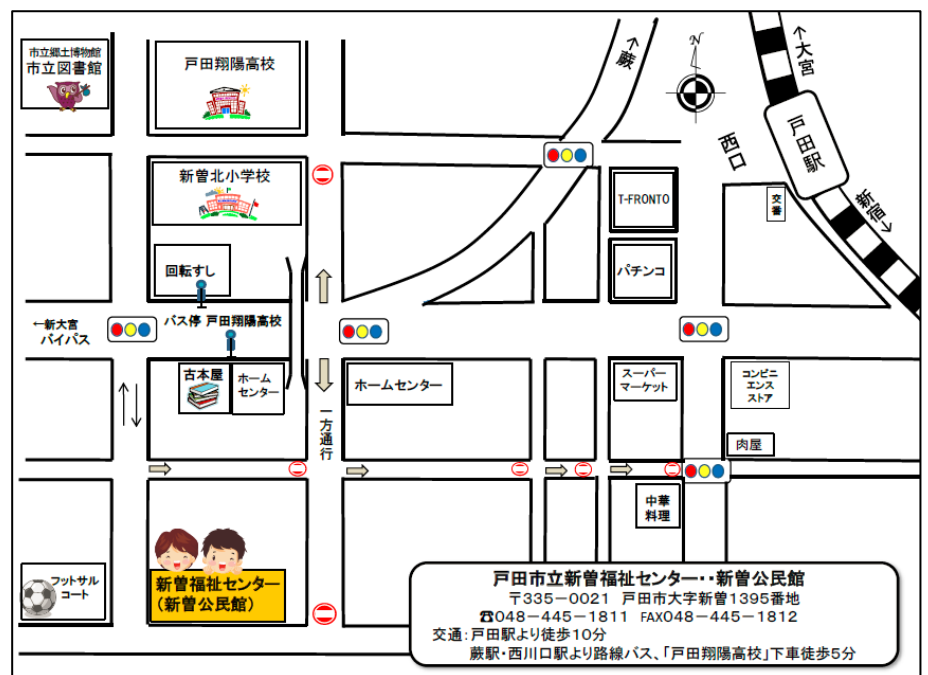 市立郷土博物館
市立図書館
戸田翔陽高校
↑蕨
N
↑大宮
戸田駅
西口
新宿→
交番
新曽北小学校
T-FRONTO
パチンコ
回転すし
バス停 戸田翔陽高校
←新大宮
バイパス
古本屋
ホーム
センター
ホームセンター
一方通行
スーパー
マーケット
コンビニ
エンス
ストア
肉屋
中華
料理
フットサル
コート
新曽福祉センター
(新曽公民館)
戸田市立新曽福祉センター・・新曽公民館
〒335－0021 戸田市大字新曽1395番地
☎048－445－1811 FAX048－445－1812
交通：戸田駅より徒歩10分
蕨駅・西川口駅より路線バス、「戸田翔陽高校」下車徒歩5分